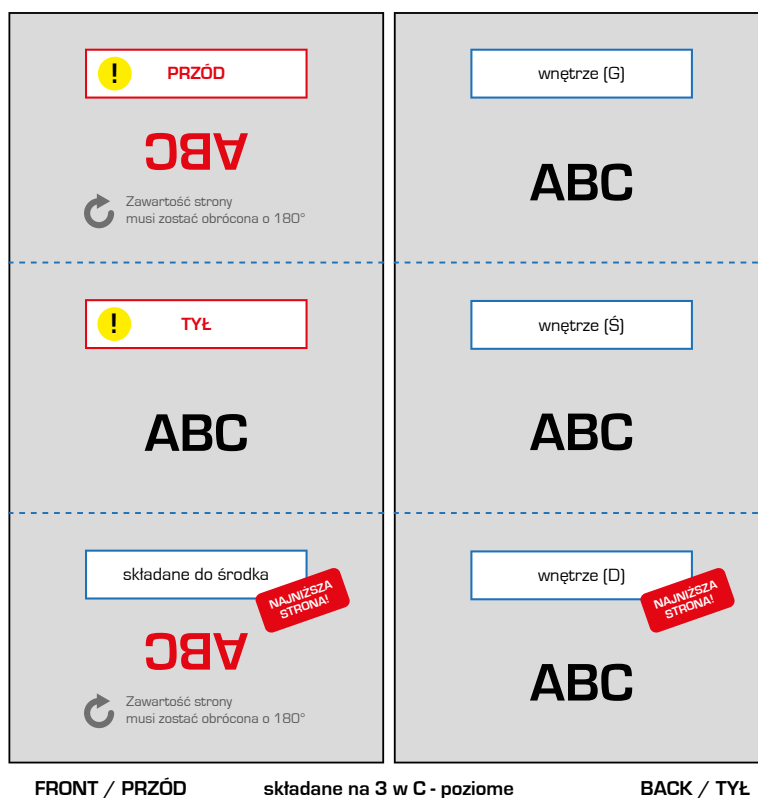 ! PRZÓD
ABC
Zawartość strony
musi zostać obrócona o 180°
! TYŁ
ABC
składane do środka
NAJNIŻSZA
STRONA!
ABC
Zawartość strony
musi zostać obrócona o 180°
wnętrze (G)
ABC
wnętrze (Ś)
ABC
wnętrze (D)
NAJNIŻSZA
STRONA!
ABC
FRONT / PRZÓD składane na 3 w C - poziome BACK / TYŁ